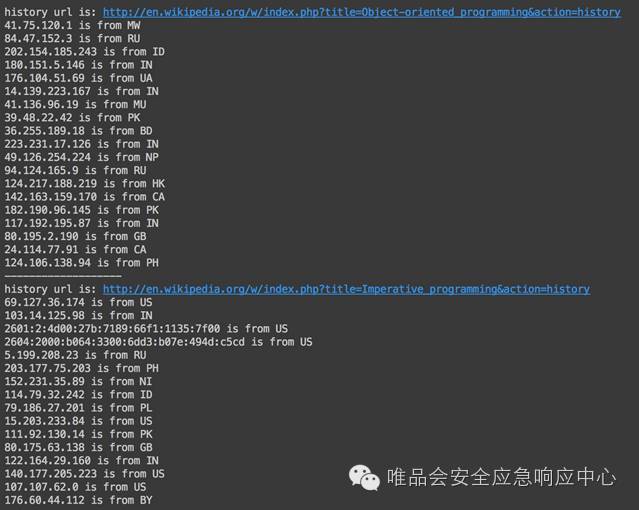 history url is: http://en.wikipedia.org/w/index.php?title=Object-oriented_programming&action=history
41.75.120.1 is from MW
84.47.152.3 is from RU
202.154.185.243 is from ID
180.151.5.146 is from IN
176.104.51.69 is from UA
14.139.223.167 is from IN
41.136.96.19 is from MU
39.48.22.42 is from PK
36.255.189.18 is from BD
223.231.17.126 is from IN
49.126.254.224 is from NP
94.124.165.9 is from RU
124.217.188.219 is from HK
142.163.159.170 is from CA
182.190.96.145 is from PK
117.192.195.87 is from IN
80.195.2.190 is from GB
24.114.77.91 is from CA
124.106.138.94 is from PH
-------------------
history url is: http://en.wikipedia.org/w/index.php?title=Imperative_programming&action=history
69.127.36.174 is from US
103.14.125.98 is from IN
2601:2:4d00:27b:7189:66f1:1135:7f00 is from US
2604:2000:b064:3300:6dd3:b07e:494d:c5cd is from US
5.199.208.23 is from RU
203.177.75.203 is from PH
152.231.35.89 is from NI
114.79.32.242 is from ID
79.186.27.201 is from PL
15.203.233.84 is from US
111.92.130.14 is from PK
80.175.63.138 is from GB
122.164.29.160 is from IN
140.177.205.223 is from US
107.107.62.0 is from US
176.60.44.112 is from BY
唯品会安全应急响应中心